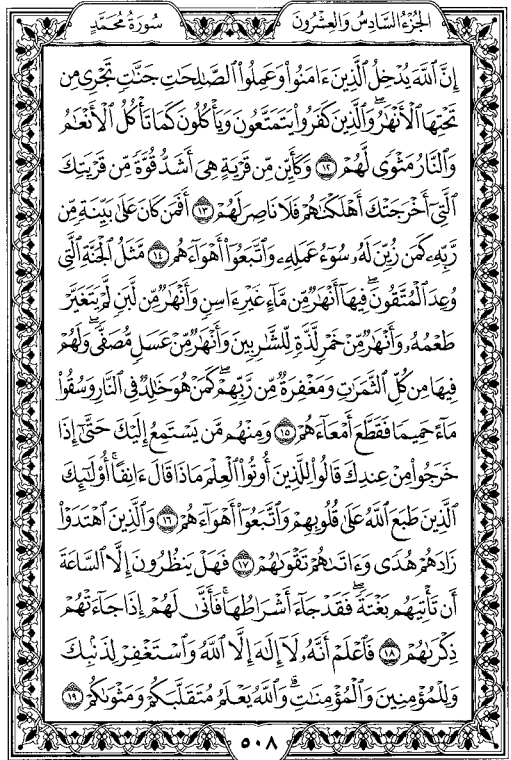 الجُزْءُ السَّادِسُ وَالعِشْرُونَ سُورَةُ مُحَمَّدٍ
إِنَّ ٱللَّهَ يُدْخِلُ ٱلَّذِينَ ءَامَنُواْ وَعَمِلُواْ ٱلصَّٰلِحَٰتِ جَنَّٰتٍ تَجْرِى مِن
تَحْتِهَا ٱلْأَنْهَٰرُ ۖ وَٱلَّذِينَ كَفَرُواْ يَتَمَتَّعُونَ وَيَأْكُلُونَ كَمَا تَأْكُلُ ٱلْأَنْعَٰمُ
وَٱلنَّارُ مَثْوًى لَّهُمْ ١٢ وَكَأَيِّن مِّن قَرْيَةٍ هِىَ أَشَدُّ قُوَّةً مِّن قَرْيَتِكَ
ٱلَّتِىٓ أَخْرَجَتْكَ أَهْلَكْنَٰهُمْ فَلَا نَاصِرَ لَهُمْ ١٣ أَفَمَن كَانَ عَلَىٰ بَيِّنَةٍ مِّن
رَّبِّهِۦ كَمَن زُيِّنَ لَهُۥ سُوٓءُ عَمَلِهِۦ وَٱتَّبَعُوٓاْ أَهْوَآءَهُم ١٤ مَّثَلُ ٱلْجَنَّةِ ٱلَّتِى
وُعِدَ ٱلْمُتَّقُونَ ۖ فِيهَآ أَنْهَٰرٌ مِّن مَّآءٍ غَيْرِ ءَاسِنٍ وَأَنْهَٰرٌ مِّن لَّبَنٍ لَّمْ يَتَغَيَّرْ
طَعْمُهُۥ وَأَنْهَٰرٌ مِّنْ خَمْرٍ لَّذَّةٍ لِّلشَّٰرِبِينَ وَأَنْهَٰرٌ مِّنْ عَسَلٍ مُّصَفًّى ۖ وَلَهُمْ
فِيهَا مِن كُلِّ ٱلثَّمَرَٰتِ وَمَغْفِرَةٌ مِّن رَّبِّهِمْ ۖ كَمَنْ هُوَ خَٰلِدٌ فِى ٱلنَّارِ وَسُقُواْ
مَآءً حَمِيمًا فَقَطَّعَ أَمْعَآءَهُمْ ١٥ وَمِنْهُم مَّن يَسْتَمِعُ إِلَيْكَ حَتَّىٰٓ إِذَا
خَرَجُواْ مِنْ عِندِكَ قَالُواْ لِلَّذِينَ أُوتُواْ ٱلْعِلْمَ مَاذَا قَالَ ءَانِفًا ۚ أُوْلَٰٓئِكَ
ٱلَّذِينَ طَبَعَ ٱللَّهُ عَلَىٰ قُلُوبِهِمْ وَٱتَّبَعُوٓاْ أَهْوَآءَهُمْ ١٦ وَٱلَّذِينَ ٱهْتَدَوْاْ
زَادَهُمْ هُدًى وَءَاتَىٰهُمْ تَقْوَىٰهُمْ ١٧ فَهَلْ يَنظُرُونَ إِلَّا ٱلسَّاعَةَ
أَن تَأْتِيَهُم بَغْتَةً ۖ فَقَدْ جَآءَ أَشْرَاطُهَا ۚ فَأَنَّىٰ لَهُمْ إِذَا جَآءَتْهُمْ
ذِكْرَىٰهُمْ ١٨ فَٱعْلَمْ أَنَّهُۥ لَآ إِلَٰهَ إِلَّا ٱللَّهُ وَٱسْتَغْفِرْ لِذَنۢبِكَ
وَلِلْمُؤْمِنِينَ وَٱلْمُؤْمِنَٰتِ ۗ وَٱللَّهُ يَعْلَمُ مُتَقَلَّبَكُمْ وَمَثْوَىٰكُمْ ١٩
٥٠٨